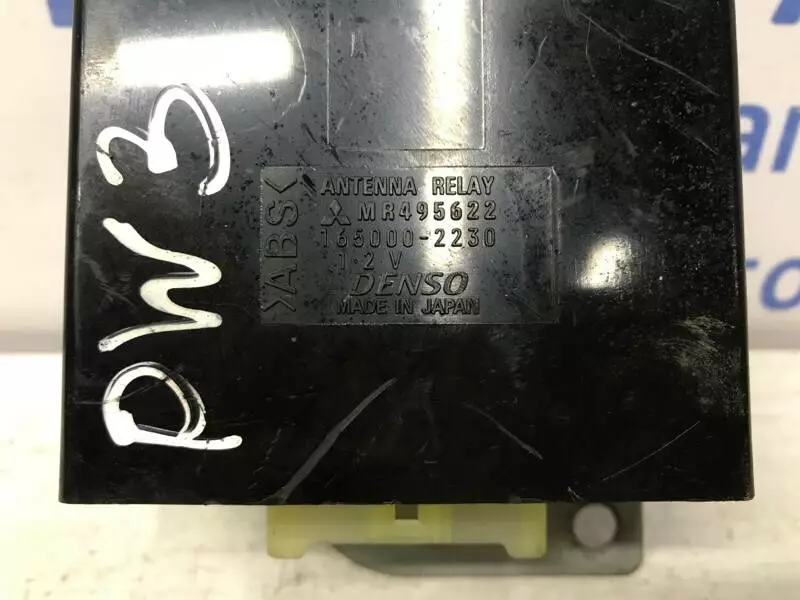 ANTENNA RELAY
MR495622
165000-2230
12V
DENSO
MADE IN JAPAN
>ABS<
PW3